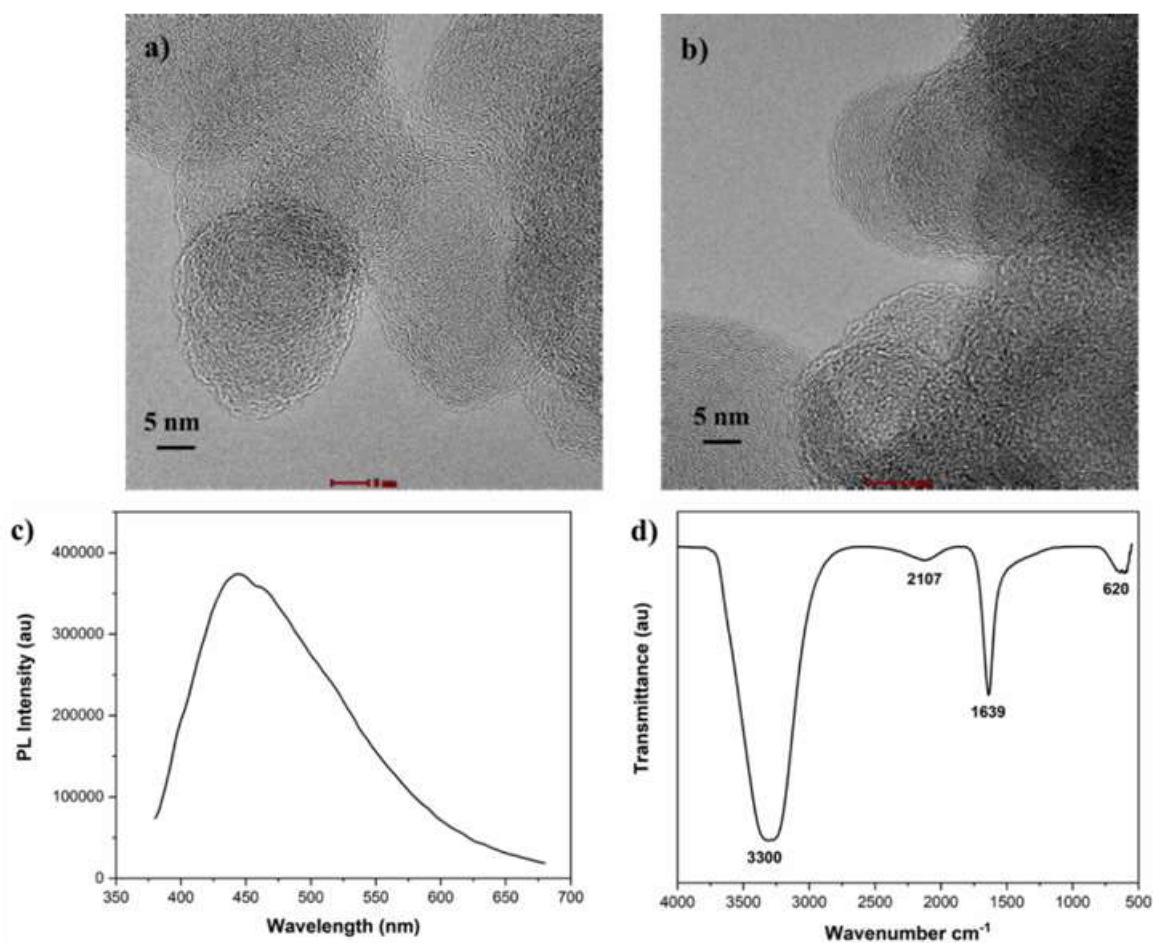 a)
5 nm
b)
5 nm
c)
PL Intensity (au)
400000
300000
200000
100000
0
350
400
450
500
550
600
650
700
Wavelength (nm)
d)
Transmittance (au)
3300
2107
1639
620
4000
3500
3000
2500
2000
1500
1000
500
Wavenumber cm⁻¹